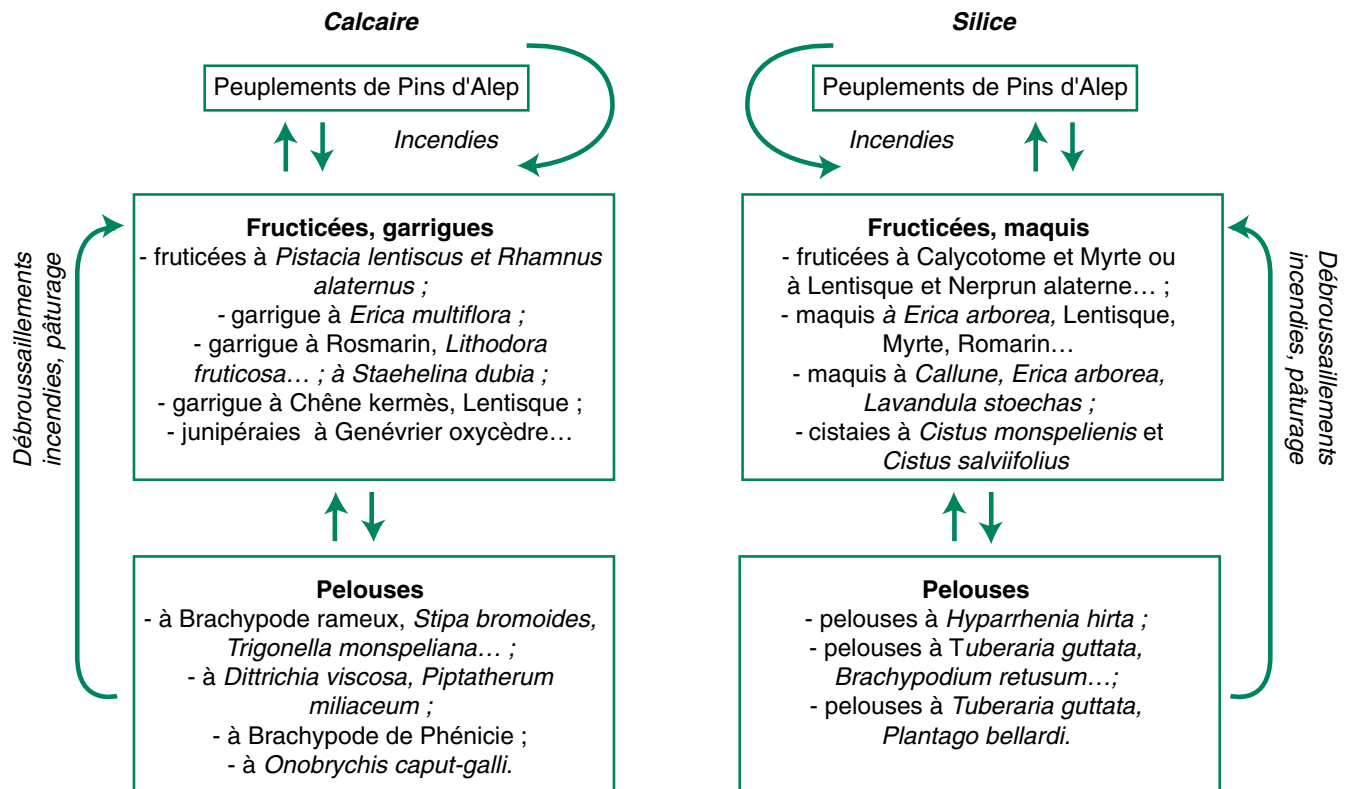 Calcaire
Peuplements de Pins d'Alep
Incendies
Fructicées, garrigues
- fruticées à Pistacia lentiscus et Rhamnus
alaternus ;
- garrigue à Erica multiflora ;
- garrigue à Rosmarin, Lithodora
fruticosa… ; à Staehelina dubia ;
- garrigue à Chêne kermès, Lentisque ;
- junipéraies à Genévrier oxycèdre…
Débroussaillements
incendies, pâturage
Pelouses
- à Brachypode rameux, Stipa bromoides,
Trigonella monspeliana… ;
- à Dittrichia viscosa, Piptatherum
miliaceum ;
- à Brachypode de Phénicie ;
- à Onobrychis caput-galli.
Silice
Peuplements de Pins d'Alep
Incendies
Fructicées, maquis
- fruticées à Calycotome et Myrte ou
à Lentisque et Nerprun alaterne… ;
- maquis à Erica arborea, Lentisque,
Myrte, Romarin…
- maquis à Callune, Erica arborea,
Lavandula stoechas ;
- cistaies à Cistus monspelienis et
Cistus salviifolius
Débroussaillements
incendies, pâturage
Pelouses
- pelouses à Hyparrhenia hirta ;
- pelouses à Tuberaria guttata,
Brachypodium retusum…;
- pelouses à Tuberaria guttata,
Plantago bellardi.